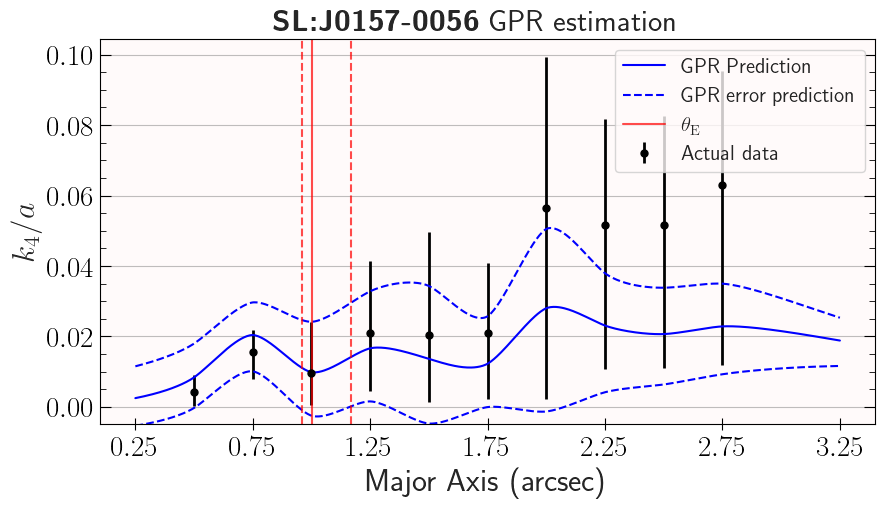 SL:J0157-0056 GPR estimation
0.10
0.08
0.06
0.04
0.02
0.00
k₄/a
GPR Prediction
GPR error prediction
θ_E
Actual data
0.25 0.75 1.25 1.75 2.25 2.75 3.25
Major Axis (arcsec)